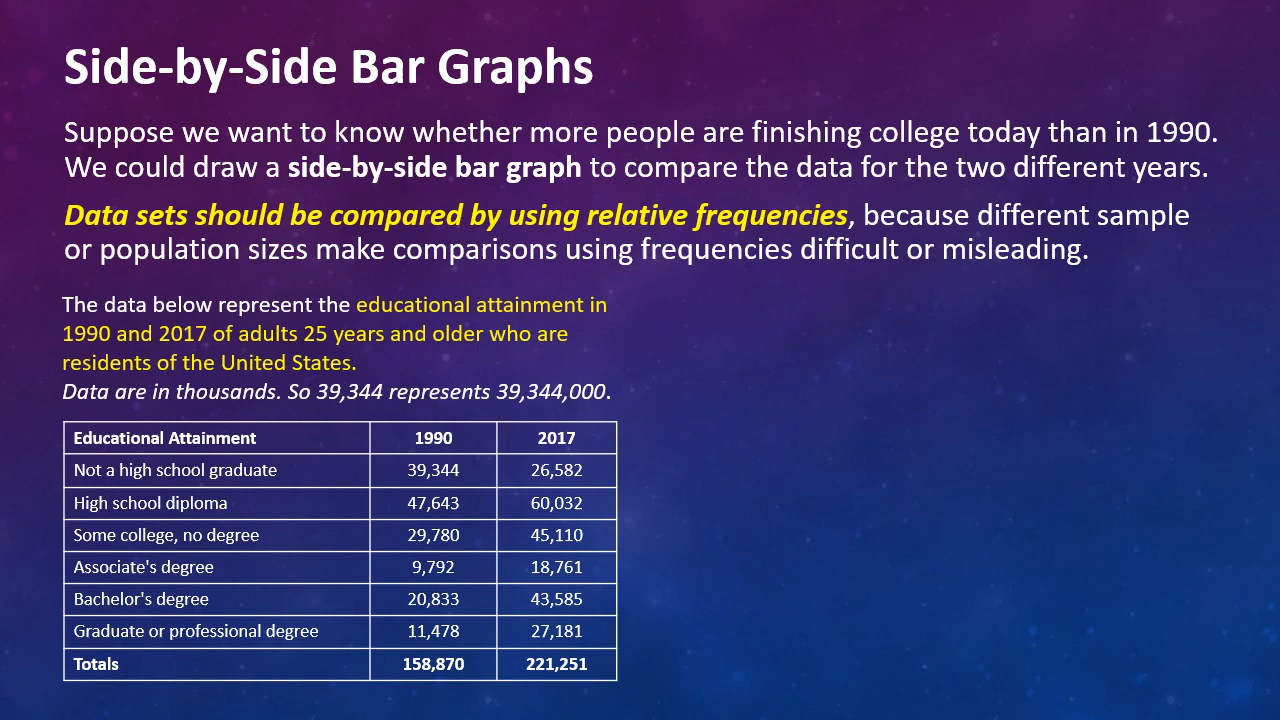 Side-by-Side Bar Graphs
Suppose we want to know whether more people are finishing college today than in 1990.
We could draw a side-by-side bar graph to compare the data for the two different years.
Data sets should be compared by using relative frequencies, because different sample
or population sizes make comparisons using frequencies difficult or misleading.
The data below represent the educational attainment in
1990 and 2017 of adults 25 years and older who are
residents of the United States.
Data are in thousands. So 39,344 represents 39,344,000.
Educational Attainment 1990 2017
Not a high school graduate 39,344 26,582
High school diploma 47,643 60,032
Some college, no degree 29,780 45,110
Associate's degree 9,792 18,761
Bachelor's degree 20,833 43,585
Graduate or professional degree 11,478 27,181
Totals 158,870 221,251